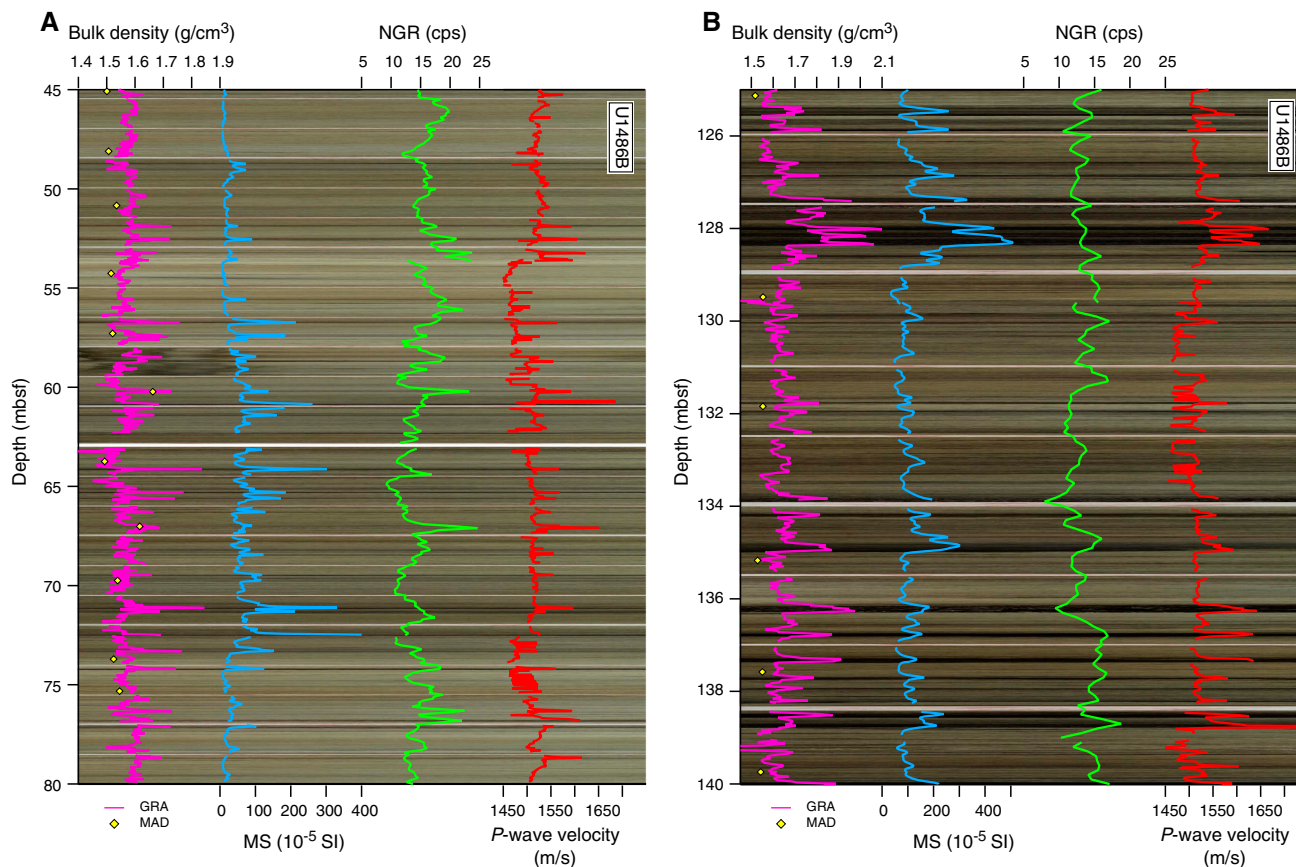 A
Bulk density (g/cm³) NGR (cps)
1.4 1.5 1.6 1.7 1.8 1.9 5 10 15 20 25
45
50
55
60
65
70
75
80
Depth (mbsf)
U1486B
GRA
MAD
0 100 200 300 400
MS (10⁻⁵ SI)
1450 1550 1650
P-wave velocity
(m/s)
B
Bulk density (g/cm³) NGR (cps)
1.5 1.7 1.9 2.1 5 10 15 20 25
126
128
130
132
134
136
138
140
Depth (mbsf)
U1486B
GRA
MAD
0 200 400
MS (10⁻⁵ SI)
1450 1550 1650
P-wave velocity
(m/s)